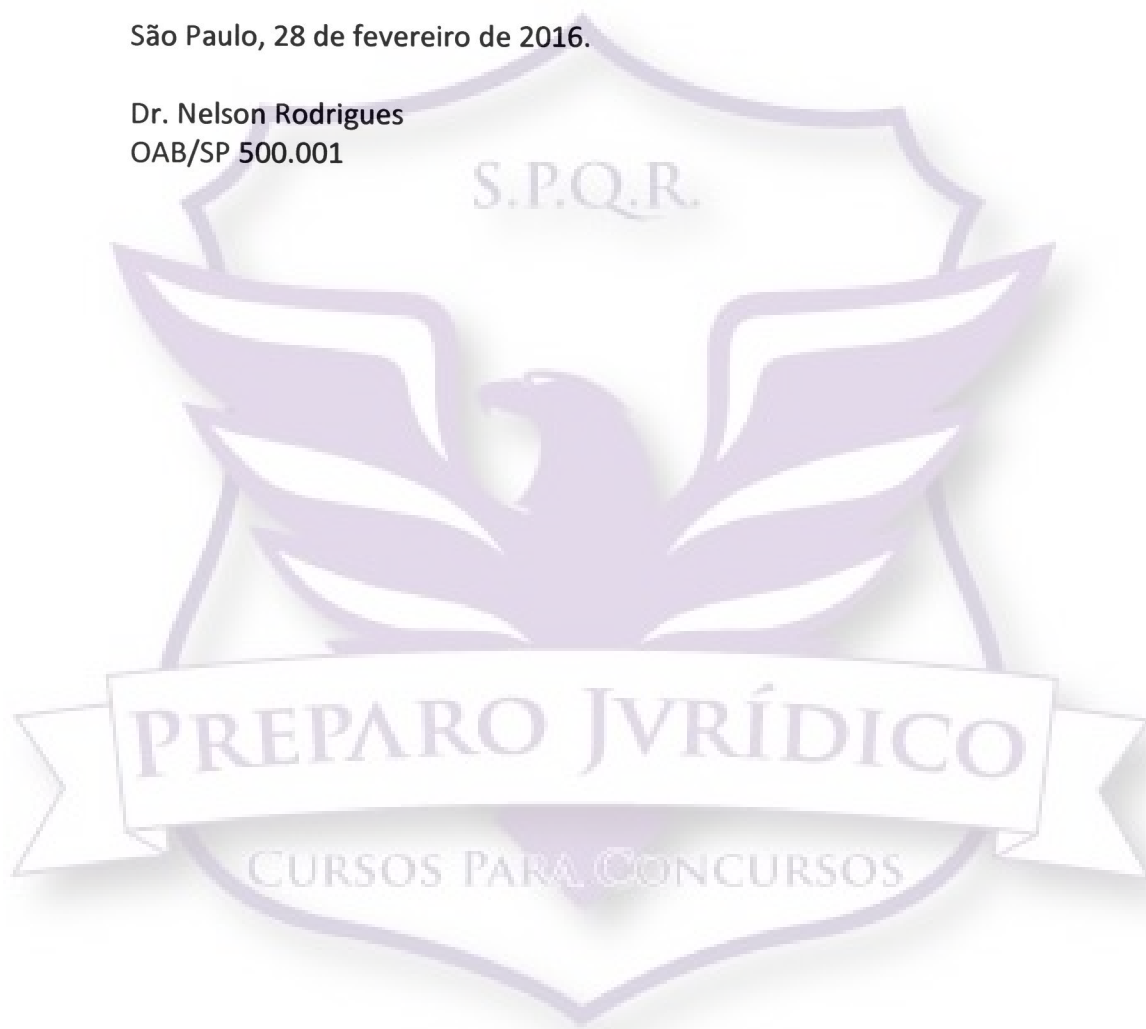 São Paulo, 28 de fevereiro de 2016.
Dr. Nelson Rodrigues
OAB/SP 500.001
S.P.Q.R.
PREPARO JVRÍDICO
CURSOS PARA CONCURSOS